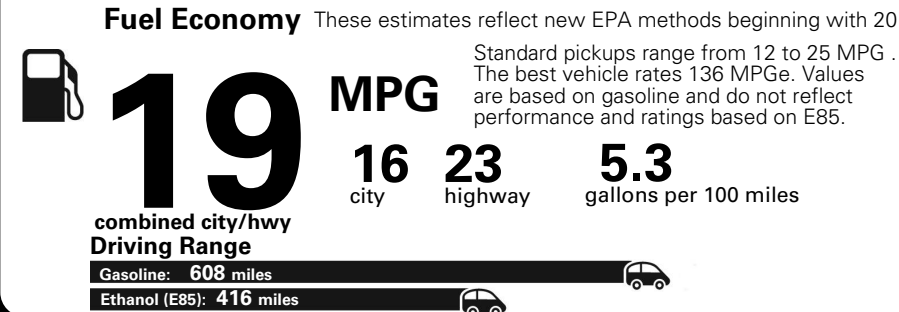 Fuel Economy These estimates reflect new EPA methods beginning with 20
Standard pickups range from 12 to 25 MPG .
The best vehicle rates 136 MPGe. Values
are based on gasoline and do not reflect
performance and ratings based on E85.
19 MPG
combined city/hwy
16 city
23 highway
5.3 gallons per 100 miles
Driving Range
Gasoline: 608 miles
Ethanol (E85): 416 miles